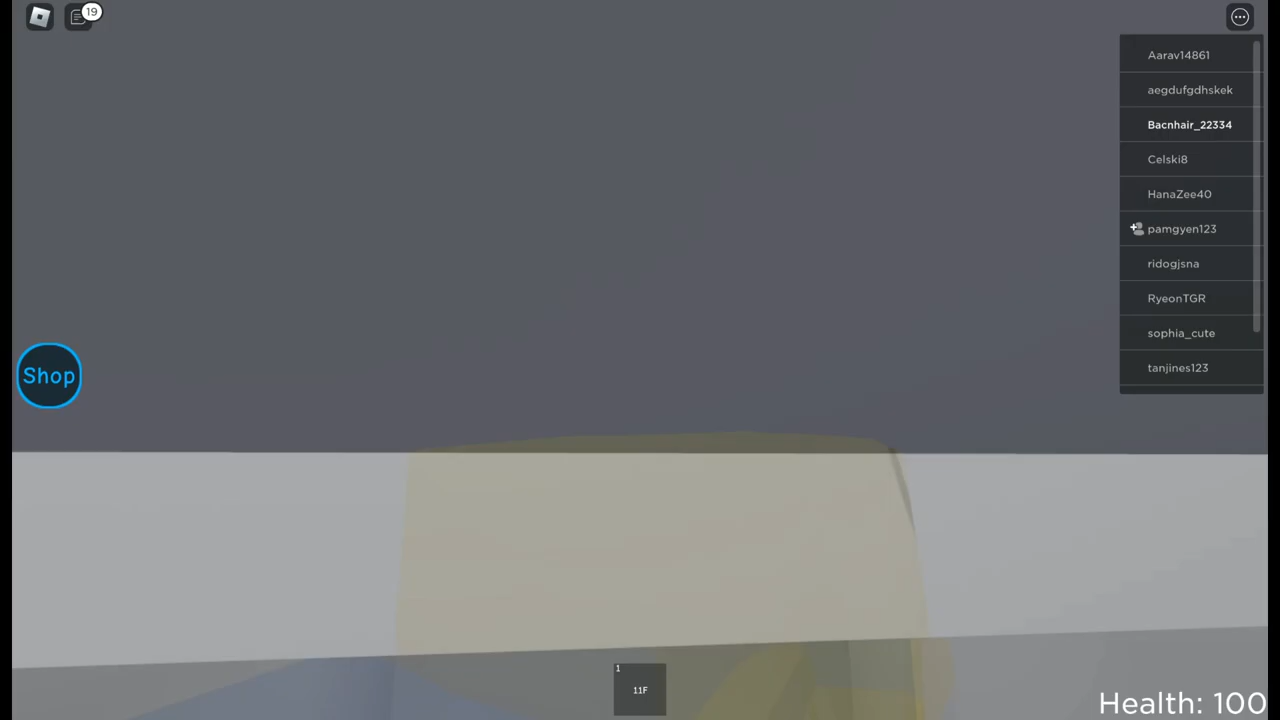 19
Aarav14861
aegdufgdhskek
Bacnhair_22334
Celski8
HanaZee40
pamgyen123
ridogjsna
RyeonTGR
sophia_cute
tanjines123
Shop
1
11F
Health: 100